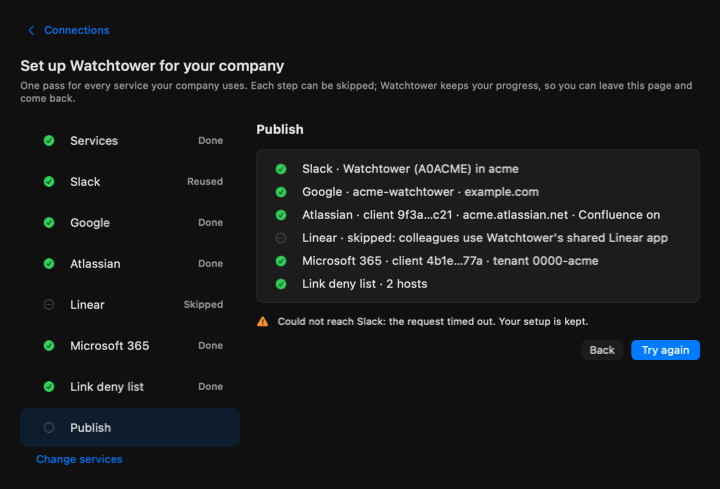 Connections
Set up Watchtower for your company
One pass for every service your company uses. Each step can be skipped; Watchtower keeps your progress, so you can leave this page and
come back.
Services Done
Slack Reused
Google Done
Atlassian Done
Linear Skipped
Microsoft 365 Done
Link deny list Done
Publish
Change services
Publish
Slack · Watchtower (A0ACME) in acme
Google · acme-watchtower · example.com
Atlassian · client 9f3a…c21 · acme.atlassian.net · Confluence on
Linear · skipped: colleagues use Watchtower's shared Linear app
Microsoft 365 · client 4b1e…77a · tenant 0000-acme
Link deny list · 2 hosts
Could not reach Slack: the request timed out. Your setup is kept.
Back Try again